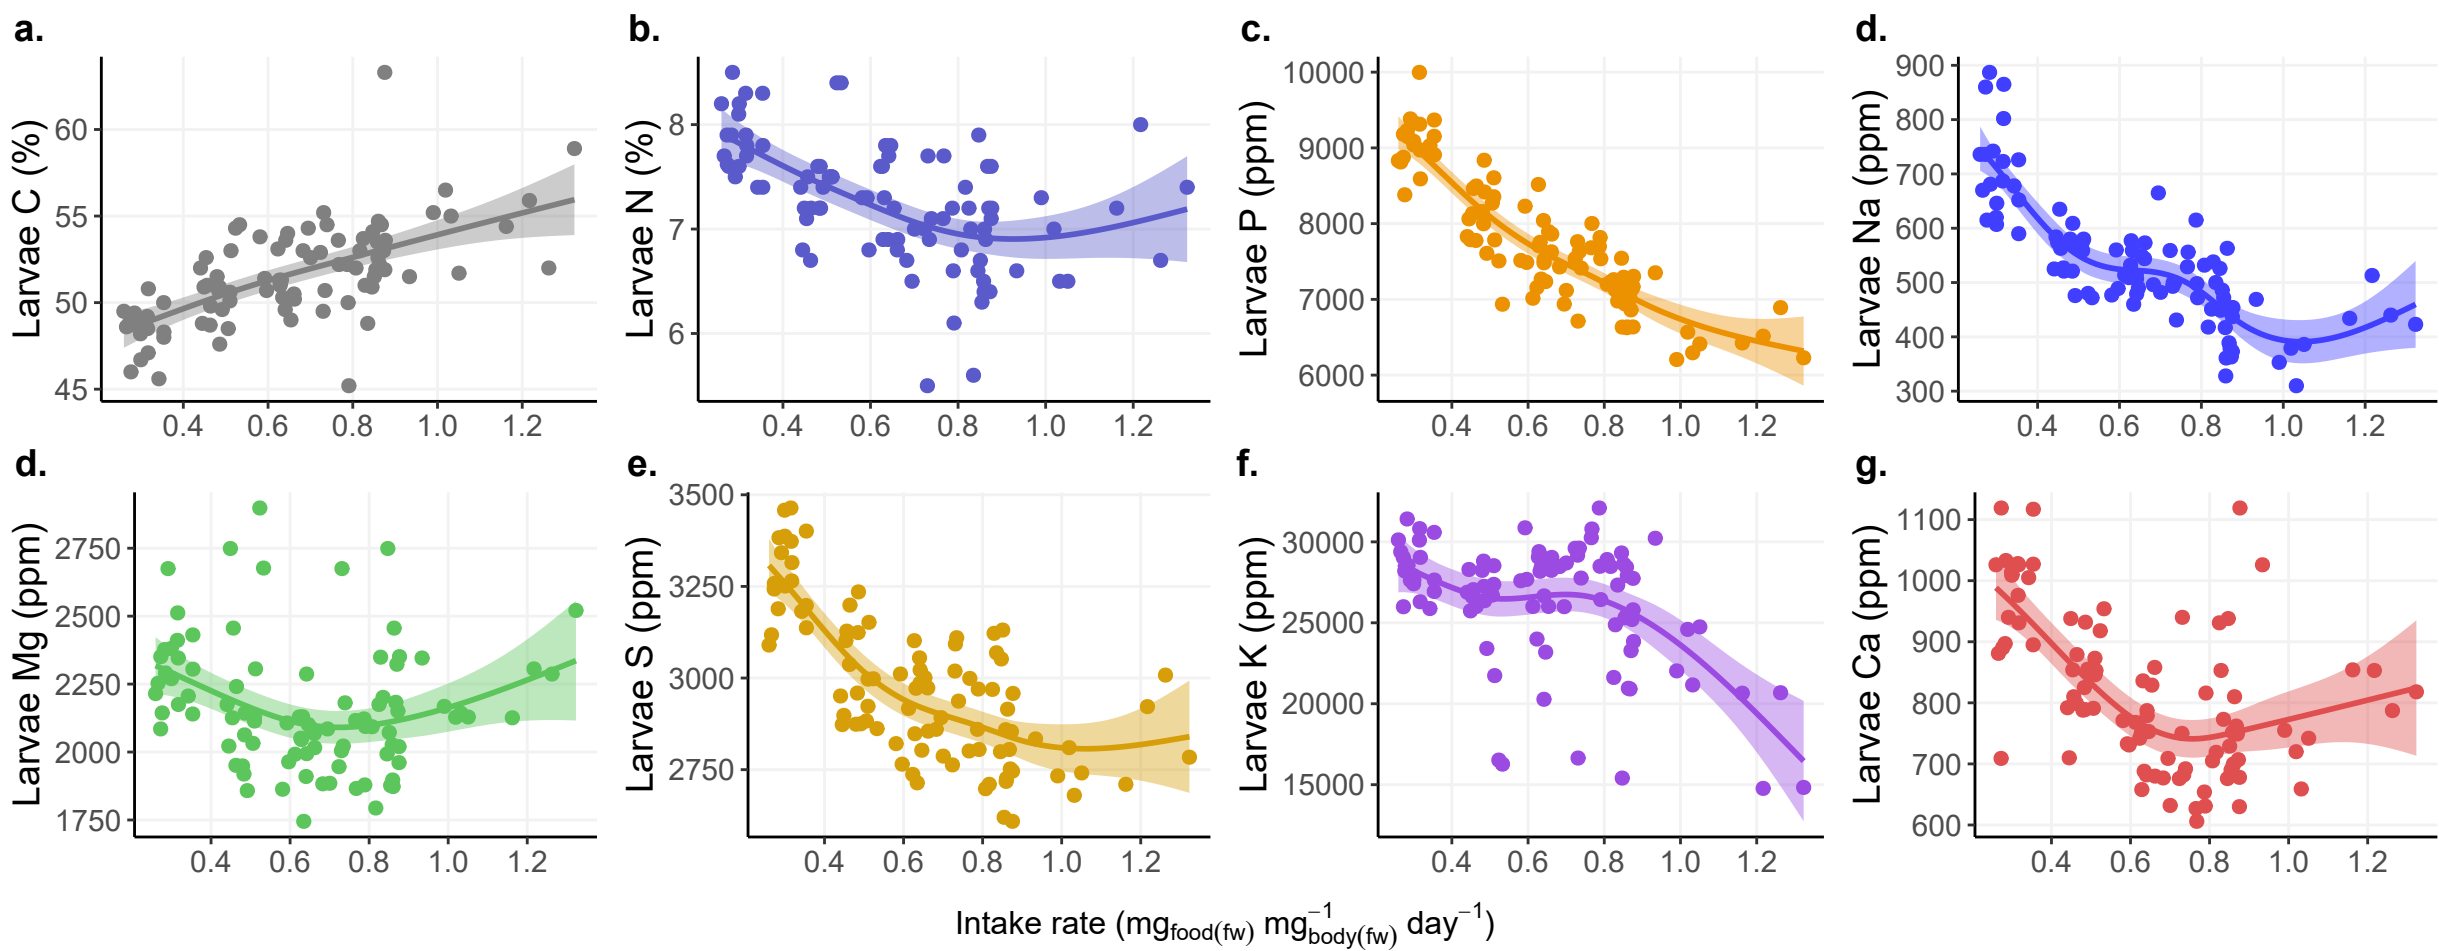 a.
b.
c.
d.
Larvae C (%)
60
55
50
45
0.4 0.6 0.8 1.0 1.2
Larvae N (%)
8
7
6
0.4 0.6 0.8 1.0 1.2
Larvae P (ppm)
10000
9000
8000
7000
6000
0.4 0.6 0.8 1.0 1.2
Larvae Na (ppm)
900
800
700
600
500
400
300
0.4 0.6 0.8 1.0 1.2
d.
e.
f.
g.
Larvae Mg (ppm)
2750
2500
2250
2000
1750
0.4 0.6 0.8 1.0 1.2
Larvae S (ppm)
3500
3250
3000
2750
0.4 0.6 0.8 1.0 1.2
Larvae K (ppm)
30000
25000
20000
15000
0.4 0.6 0.8 1.0 1.2
Larvae Ca (ppm)
1100
1000
900
800
700
600
0.4 0.6 0.8 1.0 1.2
Intake rate (mg food(fw) mg body(fw) −1 day −1)